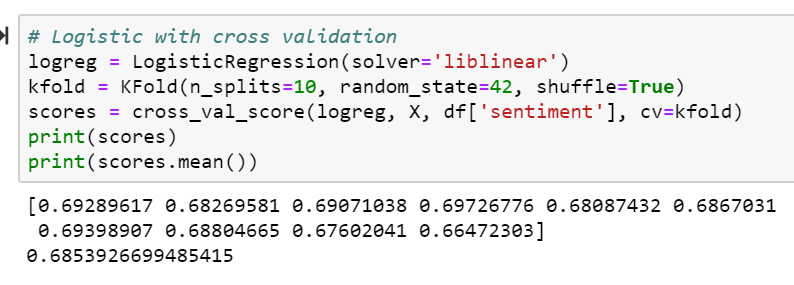 # Logistic with cross validation
logreg = LogisticRegression(solver='liblinear')
kfold = KFold(n_splits=10, random_state=42, shuffle=True)
scores = cross_val_score(logreg, X, df['sentiment'], cv=kfold)
print(scores)
print(scores.mean())
[0.69289617 0.68269581 0.69071038 0.69726776 0.68087432 0.6867031
 0.69398907 0.68804665 0.67602041 0.66472303]
0.6853926699485415